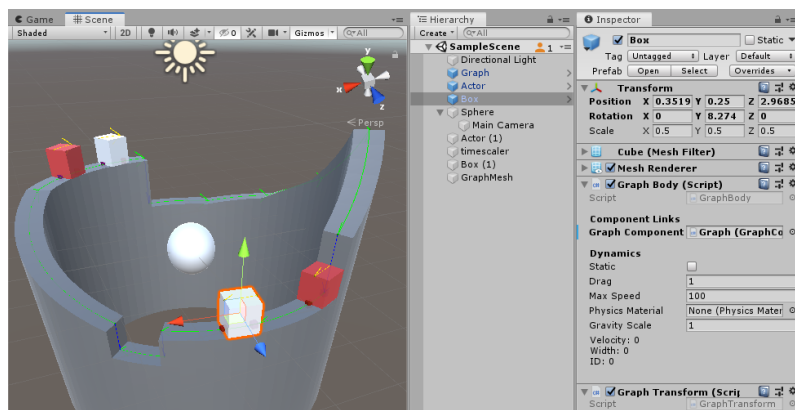 Game Scene
Shaded 2D 0 Gizmos All
y
x
z
Persp
Hierarchy
Create All
SampleScene 1
Directional Light
Graph
Actor
Box
Sphere
Main Camera
Actor (1)
timescaler
Box (1)
GraphMesh
Inspector
Box Static
Tag Untagged Layer Default
Prefab Open Select Overrides
Transform
Position X 0.3519 Y 0.25 Z 2.9685
Rotation X 0 Y 8.274 Z 0
Scale X 0.5 Y 0.5 Z 0.5
Cube (Mesh Filter)
Mesh Renderer
Graph Body (Script)
Script GraphBody
Component Links
Graph Component Graph (GraphCo
Dynamics
Static
Drag 1
Max Speed 100
Physics Material None (Physics Mater
Gravity Scale 1
Velocity: 0
Width: 0
ID: 0
Graph Transform (Scrip
Script GraphTransform